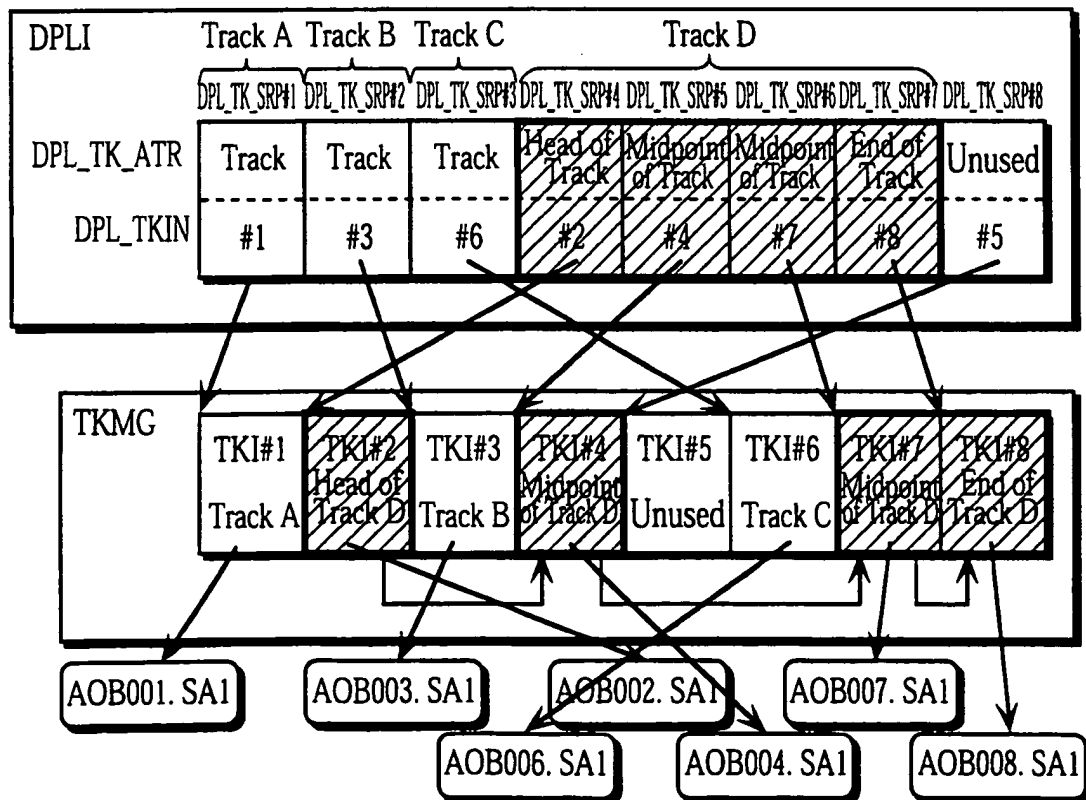 DPLI Track A Track B Track C Track D
DPL_TK_SRP#1 DPL_TK_SRP#2 DPL_TK_SRP#3 DPL_TK_SRP#4 DPL_TK_SRP#5 DPL_TK_SRP#6 DPL_TK_SRP#7 DPL_TK_SRP#8
DPL_TK_ATR Track Track Track Head of Track Midpoint of Track Midpoint of Track End of Track Unused
DPL_TKIN #1 #3 #6 #2 #4 #7 #8 #5
TKMG
TKI#1 TKI#2 TKI#3 TKI#4 TKI#5 TKI#6 TKI#7 TKI#8
Track A Head of Track D Track B Midpoint of Track D Unused Track C Midpoint of Track D End of Track D
AOB001. SA1 AOB003. SA1 AOB002. SA1 AOB007. SA1
AOB006. SA1 AOB004. SA1 AOB008. SA1